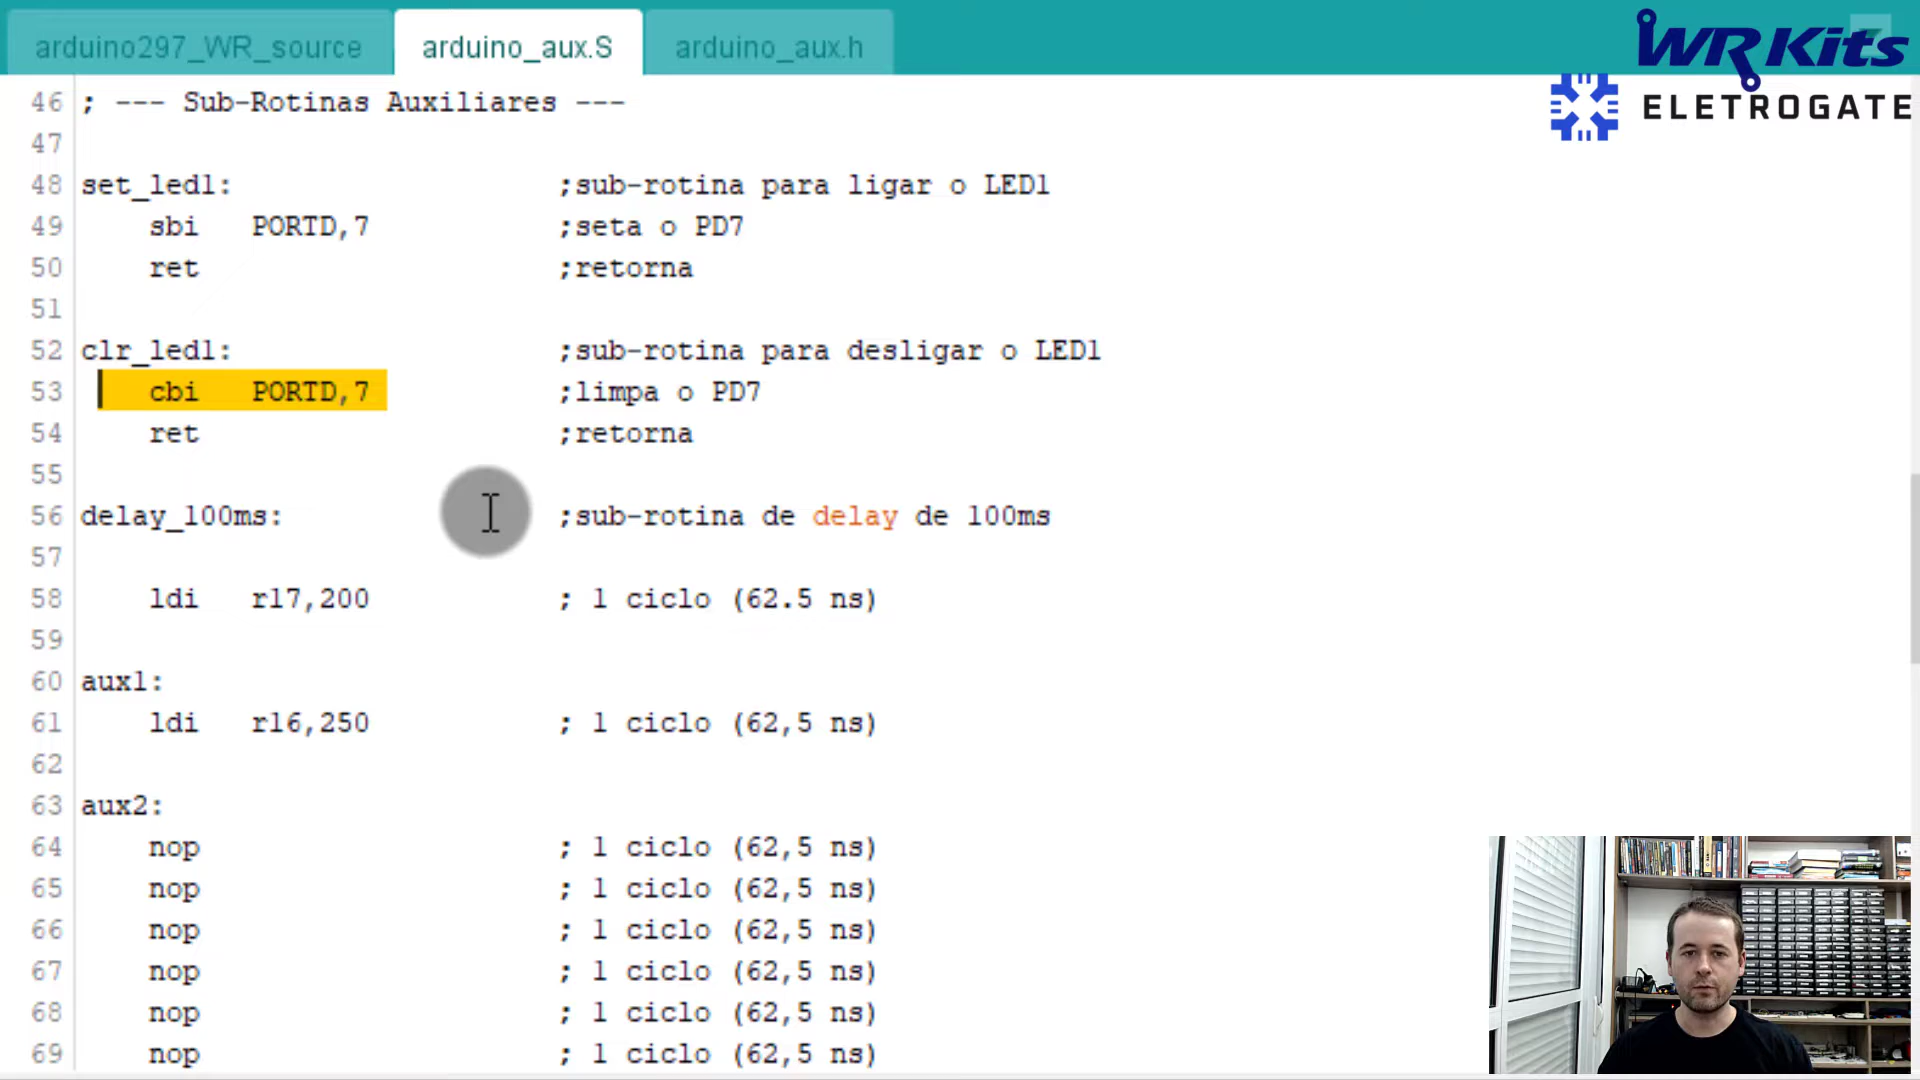 arduino297_WR_source arduino_aux.S arduino_aux.h
WR Kits
ELETROGATE
46 ; --- Sub-Rotinas Auxiliares ---
47
48 set_led1: ;sub-rotina para ligar o LED1
49 sbi PORTD,7 ;seta o PD7
50 ret ;retorna
51
52 clr_led1: ;sub-rotina para desligar o LED1
53 cbi PORTD,7 ;limpa o PD7
54 ret ;retorna
55
56 delay_100ms: ;sub-rotina de delay de 100ms
57
58 ldi r17,200 ; 1 ciclo (62.5 ns)
59
60 aux1:
61 ldi r16,250 ; 1 ciclo (62,5 ns)
62
63 aux2:
64 nop ; 1 ciclo (62,5 ns)
65 nop ; 1 ciclo (62,5 ns)
66 nop ; 1 ciclo (62,5 ns)
67 nop ; 1 ciclo (62,5 ns)
68 nop ; 1 ciclo (62,5 ns)
69 nop ; 1 ciclo (62,5 ns)